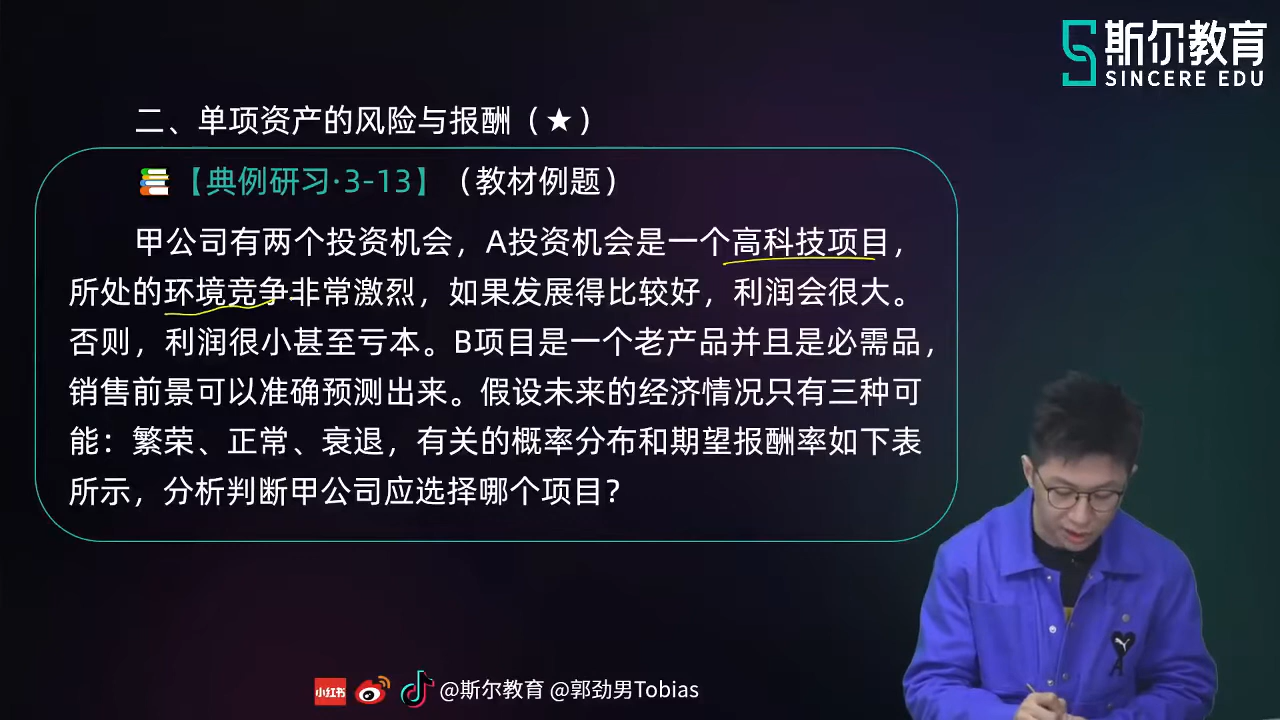 斯尔教育
SINCERE EDU
二、单项资产的风险与报酬（★）
【典例研习·3-13】（教材例题）
甲公司有两个投资机会，A投资机会是一个高科技项目，
所处的环境竞争非常激烈，如果发展得比较好，利润会很大。
否则，利润很小甚至亏本。B项目是一个老产品并且是必需品，
销售前景可以准确预测出来。假设未来的经济情况只有三种可
能：繁荣、正常、衰退，有关的概率分布和期望报酬率如下表
所示，分析判断甲公司应选择哪个项目？
小红书 @斯尔教育 @郭劲男Tobias